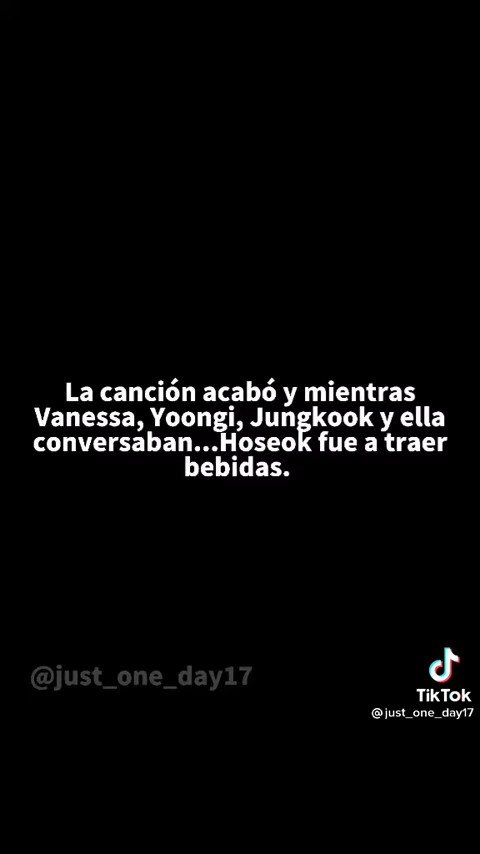 La canción acabó y mientras
Vanessa, Yoongi, Jungkook y ella
conversaban...Hoseok fue a traer
bebidas.
@just_one_day17
TikTok
@just_one_day17